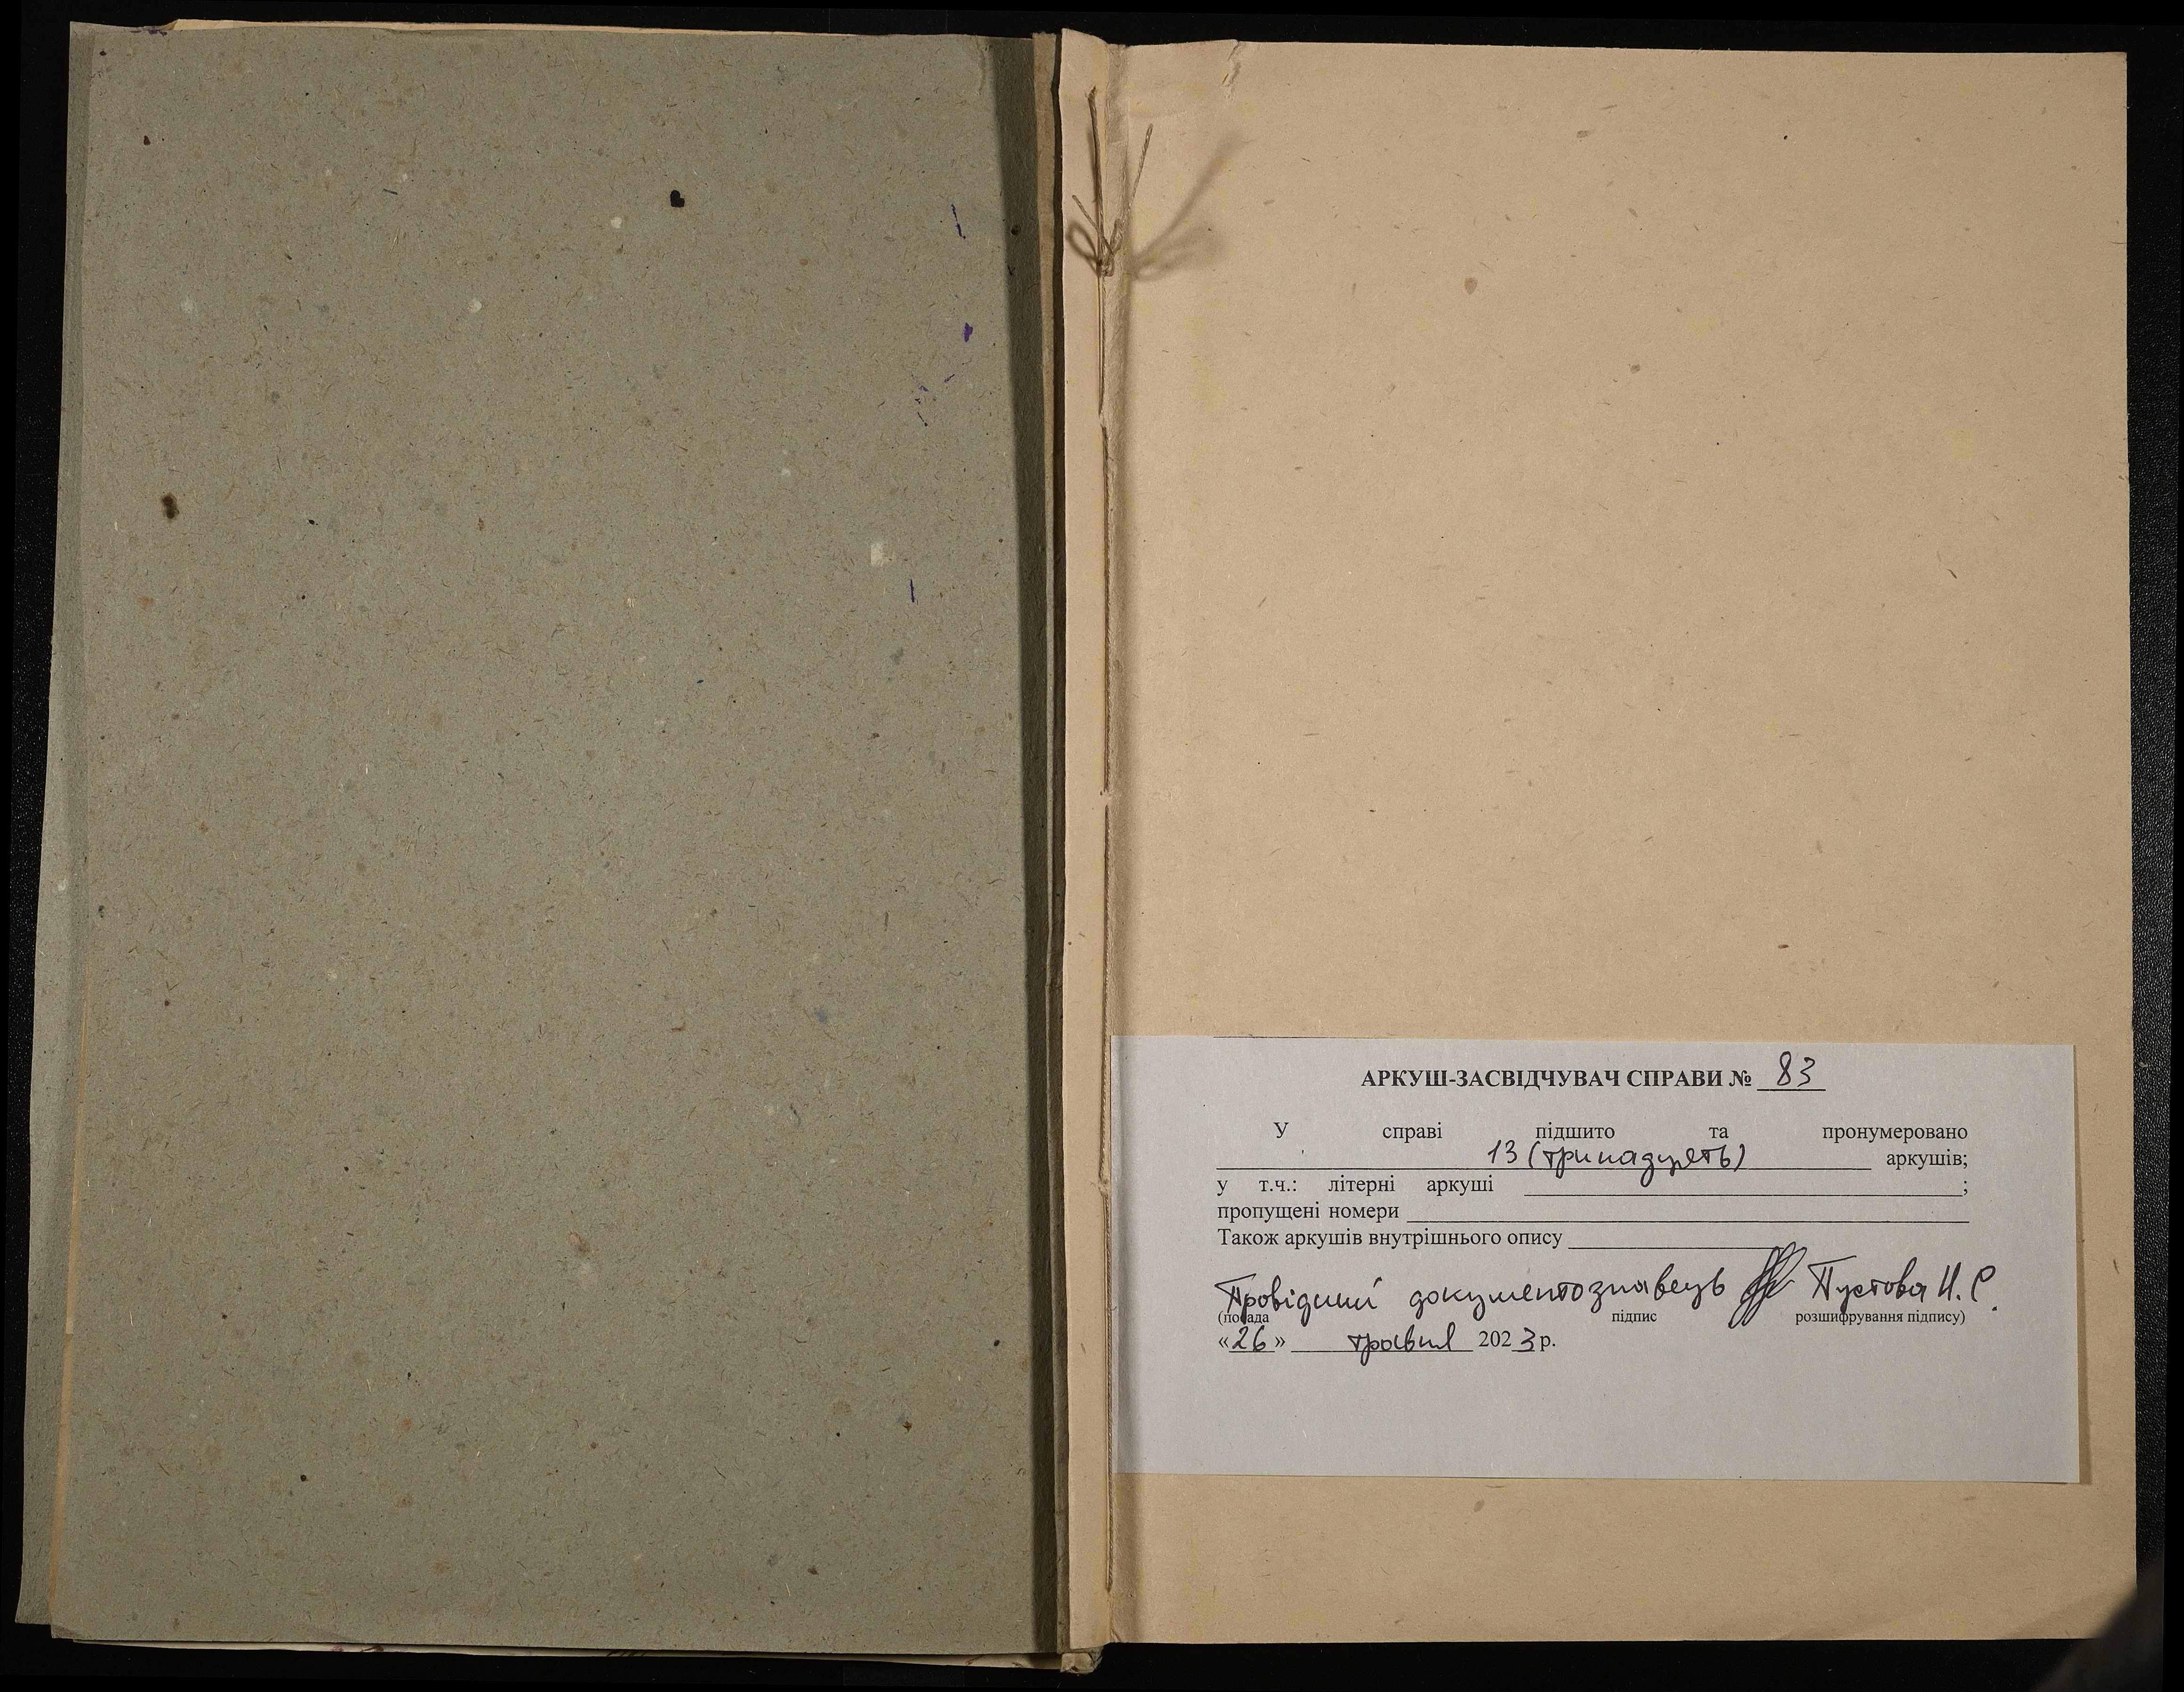 АРКУШ-ЗАСВІДЧУВАЧ СПРАВИ № 83
У справі підшито та пронумеровано
13 (тринадцять) аркушів;
у т.ч.: літерні аркуші ;
пропущені номери
Також аркушів внутрішнього опису
Провідний документознавець Пустова Н. С.
(посада підпис розшифрування підпису)
«26» травня 2023 р.